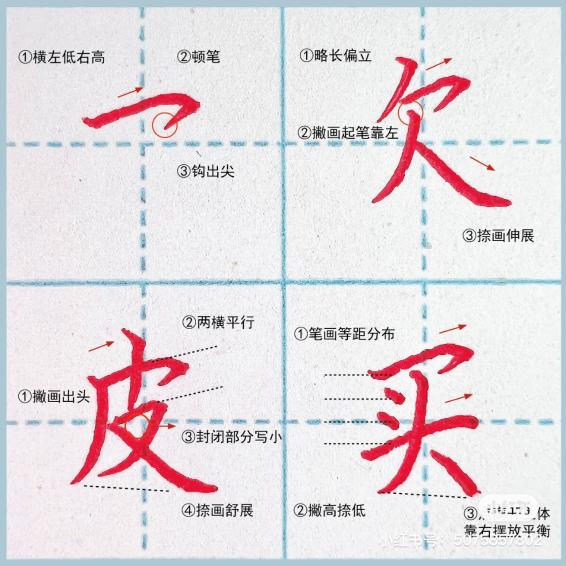 ①横左低右高
②顿笔
③钩出尖
乛
①略长偏立
②撇画起笔靠左
③捺画伸展
欠
②两横平行
①撇画出头
③封闭部分写小
④捺画舒展
皮
①笔画等距分布
②撇高捺低
靠右摆放平衡
买
小红书号：